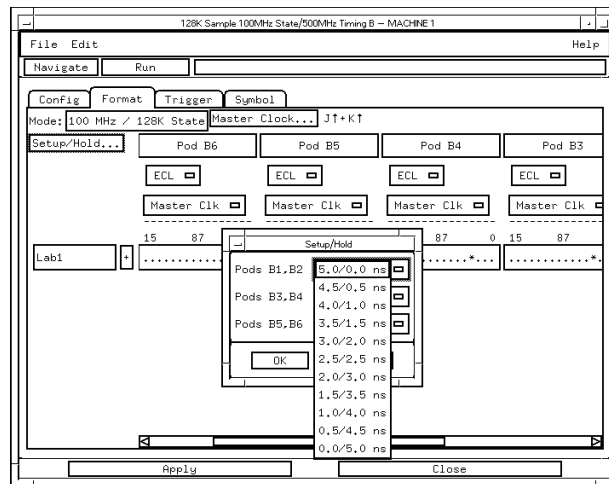 128K Sample 100MHz State/500MHz Timing B – MACHINE 1
File Edit Help
Navigate Run
Config Format Trigger Symbol
Mode: 100 MHz / 128K State Master Clock... J↑+K↑
Setup/Hold... Pod B6 Pod B5 Pod B4 Pod B3
ECL ECL ECL ECL
Master Clk Master Clk Master Clk Master Clk
15 87 87 0 15 87
Setup/Hold
Lab1 +
Pods B1,B2 5.0/0.0 ns
4.5/0.5 ns
Pods B3,B4 4.0/1.0 ns
3.5/1.5 ns
Pods B5,B6 3.0/2.0 ns
OK 2.5/2.5 ns
2.0/3.0 ns
1.5/3.5 ns
1.0/4.0 ns
0.5/4.5 ns
0.0/5.0 ns
Apply Close